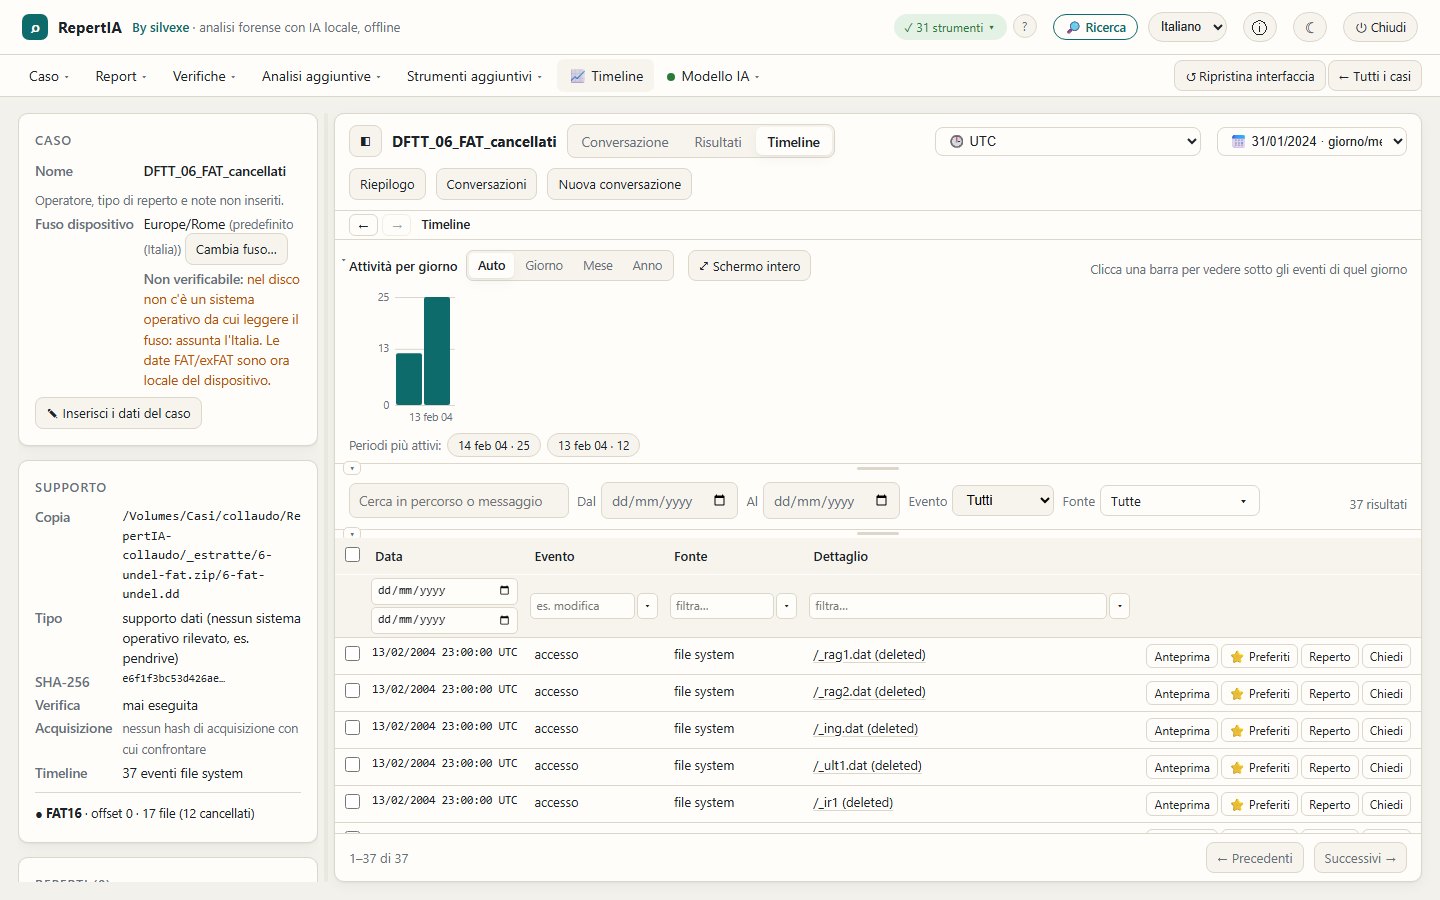 RepertIA By silvexe · analisi forense con IA locale, offline
✓ 31 strumenti ▾ ? 🔎 Ricerca Italiano ⓘ ☾ ⏻ Chiudi
Caso Report Verifiche Analisi aggiuntive Strumenti aggiuntivi 📈 Timeline ● Modello IA ↺ Ripristina interfaccia ← Tutti i casi
CASO
Nome DFTT_06_FAT_cancellati
Operatore, tipo di reperto e note non inseriti.
Fuso dispositivo Europe/Rome (predefinito
(Italia)) Cambia fuso...
Non verificabile: nel disco
non c'è un sistema
operativo da cui leggere il
fuso: assunta l'Italia. Le
date FAT/exFAT sono ora
locale del dispositivo.
✎ Inserisci i dati del caso
SUPPORTO
Copia /Volumes/Casi/collaudo/Re
pertIA-
collaudo/_estratte/6-
undel-fat.zip/6-fat-
undel.dd
Tipo supporto dati (nessun sistema
operativo rilevato, es.
pendrive)
SHA-256 e6f1f3bc53d426ae…
Verifica mai eseguita
Acquisizione nessun hash di acquisizione con
cui confrontare
Timeline 37 eventi file system
● FAT16 · offset 0 · 17 file (12 cancellati)
DFTT_06_FAT_cancellati Conversazione Risultati Timeline UTC 31/01/2024 · giorno/me
Riepilogo Conversazioni Nuova conversazione
← → Timeline
Attività per giorno Auto Giorno Mese Anno ⤢ Schermo intero Clicca una barra per vedere sotto gli eventi di quel giorno
25
13
0
13 feb 04
Periodi più attivi: 14 feb 04 · 25 13 feb 04 · 12
Cerca in percorso o messaggio Dal dd/mm/yyyy Al dd/mm/yyyy Evento Tutti Fonte Tutte 37 risultati
Data Evento Fonte Dettaglio
dd/mm/yyyy
dd/mm/yyyy
es. modifica filtra... filtra...
13/02/2004 23:00:00 UTC accesso file system /_rag1.dat (deleted) Anteprima ⭐ Preferiti Reperto Chiedi
13/02/2004 23:00:00 UTC accesso file system /_rag2.dat (deleted) Anteprima ⭐ Preferiti Reperto Chiedi
13/02/2004 23:00:00 UTC accesso file system /_ing.dat (deleted) Anteprima ⭐ Preferiti Reperto Chiedi
13/02/2004 23:00:00 UTC accesso file system /_ult1.dat (deleted) Anteprima ⭐ Preferiti Reperto Chiedi
13/02/2004 23:00:00 UTC accesso file system /_ir1 (deleted) Anteprima ⭐ Preferiti Reperto Chiedi
1–37 di 37 ← Precedenti Successivi →